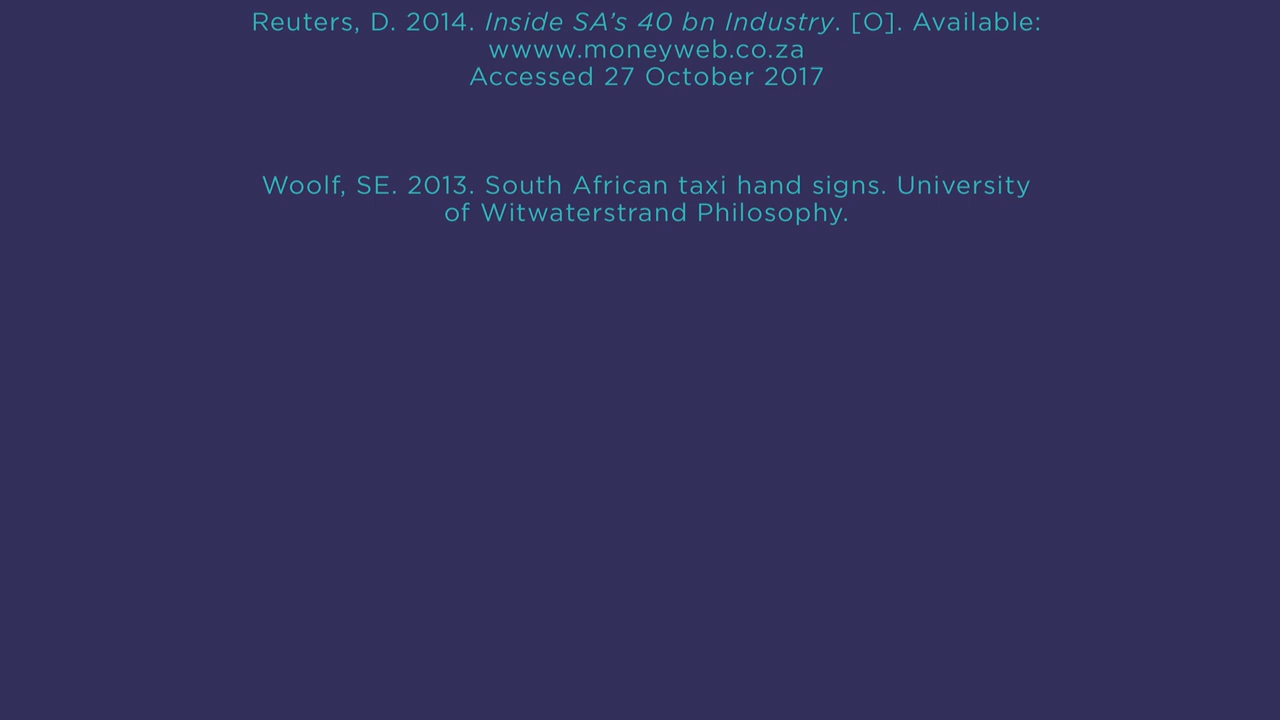 Reuters, D. 2014. Inside SA’s 40 bn Industry. [O]. Available:
wwww.moneyweb.co.za
Accessed 27 October 2017
Woolf, SE. 2013. South African taxi hand signs. University
of Witwaterstrand Philosophy.